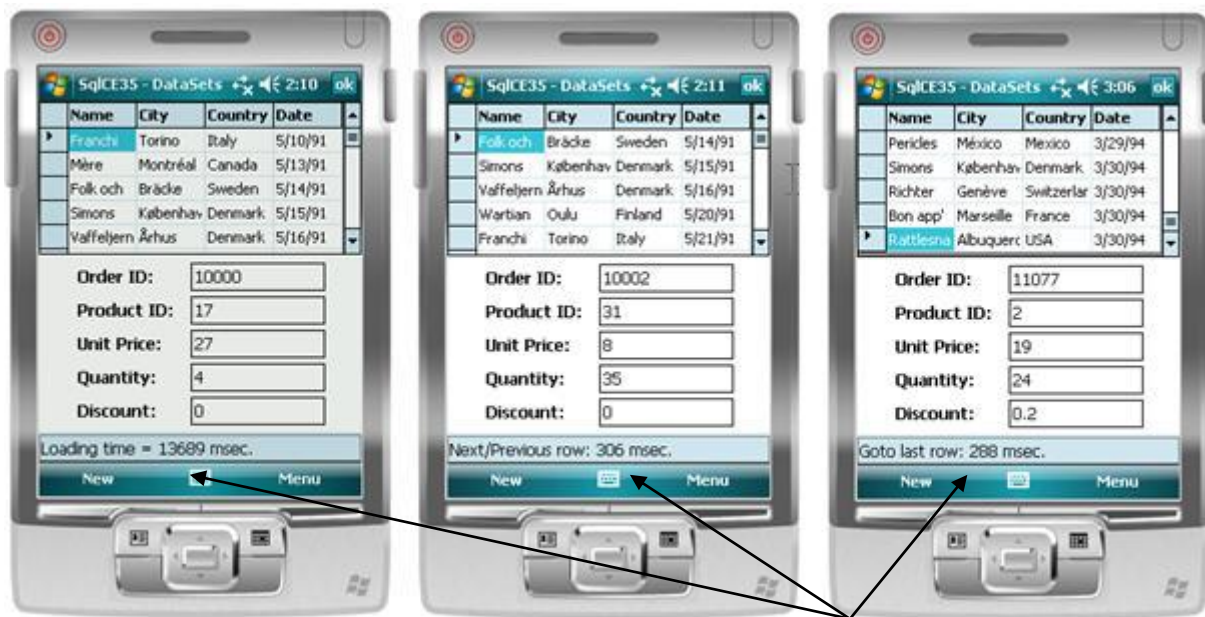 SqlCE35 - DataSets 2:10 ok
Name City Country Date
Franchi Torino Italy 5/10/91
Mère Montréal Canada 5/13/91
Folk och Bräcke Sweden 5/14/91
Simons Københav Denmark 5/15/91
Vaffeljern Århus Denmark 5/16/91
Order ID: 10000
Product ID: 17
Unit Price: 27
Quantity: 4
Discount: 0
Loading time = 13689 msec.
New Menu
SqlCE35 - DataSets 2:11 ok
Name City Country Date
Folk och Bräcke Sweden 5/14/91
Simons Københav Denmark 5/15/91
Vaffeljern Århus Denmark 5/16/91
Wartian Oulu Finland 5/20/91
Franchi Torino Italy 5/21/91
Order ID: 10002
Product ID: 31
Unit Price: 8
Quantity: 35
Discount: 0
Next/Previous row: 306 msec.
New Menu
SqlCE35 - DataSets 3:06 ok
Name City Country Date
Pericles México Mexico 3/29/94
Simons Københav Denmark 3/30/94
Richter Genève Switzerlar 3/30/94
Bon app' Marseille France 3/30/94
Rattlesna Albuquerc USA 3/30/94
Order ID: 11077
Product ID: 2
Unit Price: 19
Quantity: 24
Discount: 0.2
Goto last row: 288 msec.
New Menu